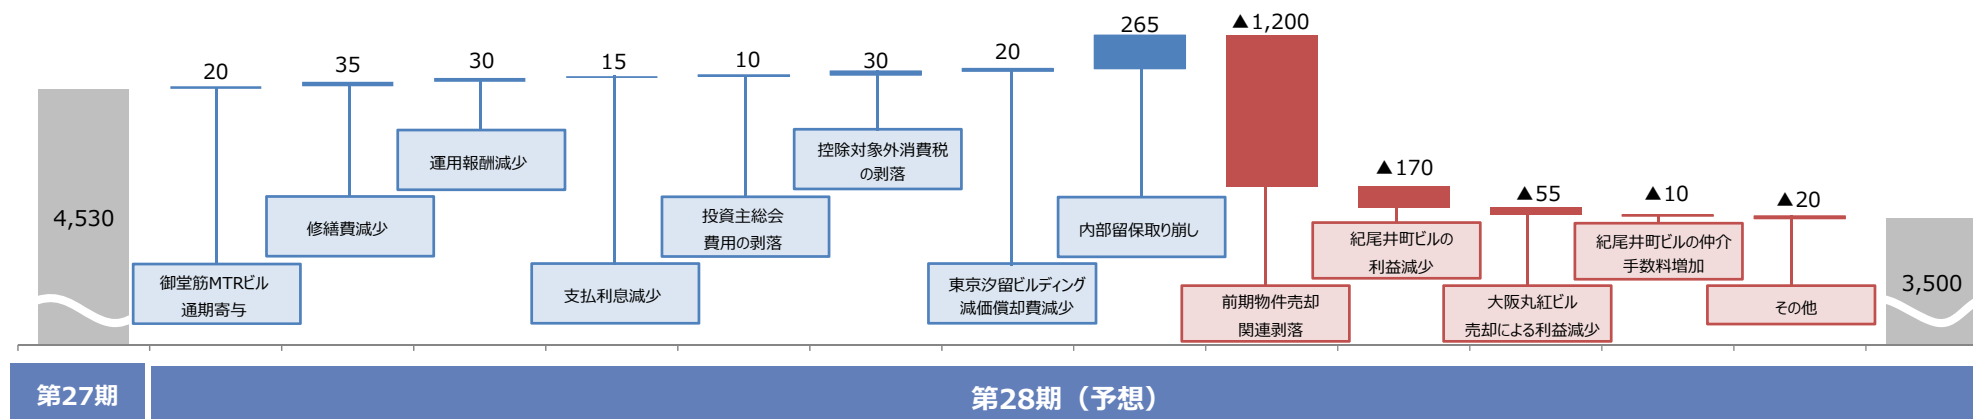 20
35
30
15
10
30
20
265
▲1,200
▲170
▲55
▲10
▲20
4,530
御堂筋MTRビル
通期寄与
修繕費減少
運用報酬減少
支払利息減少
投資主総会
費用の剥落
控除対象外消費税
の剥落
東京汐留ビルディング
減価償却費減少
内部留保取り崩し
前期物件売却
関連剥落
紀尾井町ビルの
利益減少
大阪丸紅ビル
売却による利益減少
紀尾井町ビルの仲介
手数料増加
その他
3,500
第27期
第28期（予想）